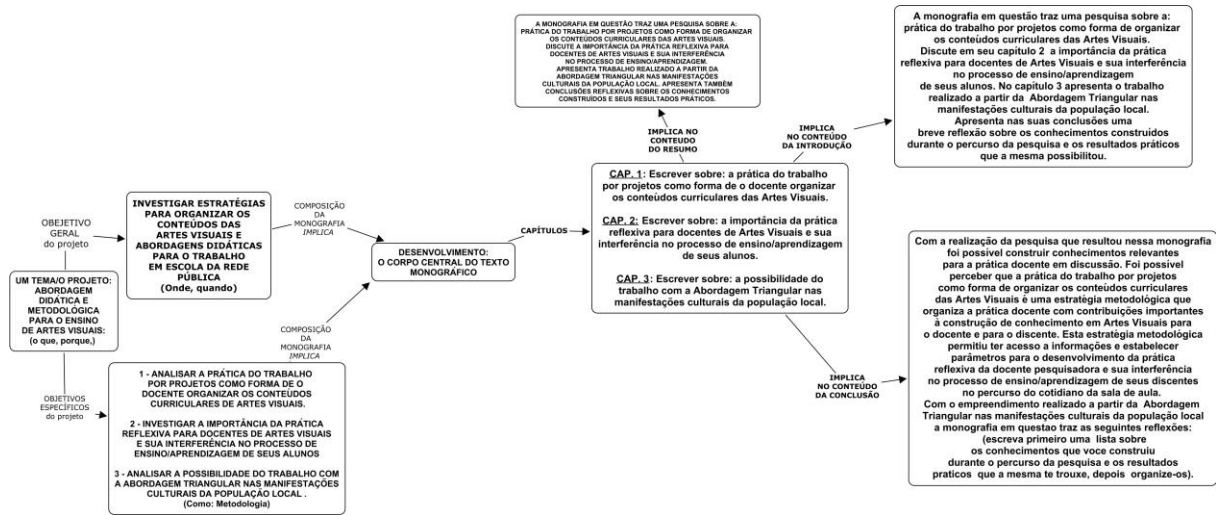 UM TEMA/O PROJETO:
ABORDAGEM
DIDÁTICA E
METODOLÓGICA
PARA O ENSINO
DE ARTES VISUAIS:
(o que, porque,)
OBEJETIVO
GERAL
do projeto
INVESTIGAR ESTRATÉGIAS
PARA ORGANIZAR OS
CONTEÚDOS DAS
ARTES VISUAIS E
ABORDAGENS DIDÁTICAS
PARA O TRABALHO
EM ESCOLA DA REDE
PÚBLICA
(Onde, quando)
OBJETIVOS
ESPECÍFICOS
do projeto
1 - ANALISAR A PRÁTICA DO TRABALHO
POR PROJETOS COMO FORMA DE O
DOCENTE ORGANIZAR OS CONTEÚDOS
CURRICULARES DE ARTES VISUAIS.
2 - INVESTIGAR A IMPORTÂNCIA DA PRÁTICA
REFLEXIVA PARA DOCENTES DE ARTES VISUAIS
E SUA INTERFERÊNCIA NO PROCESSO DE
ENSINO/APRENDIZAGEM DE SEUS ALUNOS
3 - ANALISAR A POSSIBILIDADE DO TRABALHO COM
A ABORDAGEM TRIANGULAR NAS MANIFESTAÇÕES
CULTURAIS DA POPULAÇÃO LOCAL .
(Como: Metodologia)
COMPOSIÇÃO
DA
MONOGRAFIA
IMPLICA
COMPOSIÇÃO
DA
MONOGRAFIA
IMPLICA
DESENVOLVIMENTO:
O CORPO CENTRAL DO TEXTO
MONOGRÁFICO
CAPÍTULOS
CAP. 1: Escrever sobre: a prática do trabalho
por projetos como forma de o docente organizar
os conteúdos curriculares das Artes Visuais.
CAP. 2: Escrever sobre: a importância da prática
reflexiva para docentes de Artes Visuais e sua
interferência no processo de ensino/aprendizagem
de seus alunos.
CAP. 3: Escrever sobre: a possibilidade do
trabalho com a Abordagem Triangular nas
manifestações culturais da população local.
IMPLICA NO
CONTEUDO
DO RESUMO
A MONOGRAFIA EM QUESTÃO TRAZ UMA PESQUISA SOBRE A:
PRÁTICA DO TRABALHO POR PROJETOS COMO FORMA DE ORGANIZAR
OS CONTEÚDOS CURRICULARES DAS ARTES VISUAIS.
DISCUTE A IMPORTÂNCIA DA PRÁTICA REFLEXIVA PARA
DOCENTES DE ARTES VISUAIS E SUA INTERFERÊNCIA
NO PROCESSO DE ENSINO/APRENDIZAGEM.
APRESENTA TRABALHO REALIZADO A PARTIR DA
ABORDAGEM TRIANGULAR NAS MANIFESTAÇÕES
CULTURAIS DA POPULAÇÃO LOCAL. APRESENTA TAMBÉM
CONCLUSÕES REFLEXIVAS SOBRE OS CONHECIMENTOS
CONSTRUÍDOS E SEUS RESULTADOS PRÁTICOS.
IMPLICA
NO CONTEÚDO
DA INTRODUÇÃO
A monografia em questão traz uma pesquisa sobre a:
prática do trabalho por projetos como forma de organizar
os conteúdos curriculares das Artes Visuais.
Discute em seu capítulo 2 a importância da prática
reflexiva para docentes de Artes Visuais e sua interferência
no processo de ensino/aprendizagem
de seus alunos. No capítulo 3 apresenta o trabalho
realizado a partir da Abordagem Triangular nas
manifestações culturais da população local.
Apresenta nas suas conclusões uma
breve reflexão sobre os conhecimentos construídos
durante o percurso da pesquisa e os resultados práticos
que a mesma possibilitou.
IMPLICA
NO CONTEÚDO
DA CONCLUSÃO
Com a realização da pesquisa que resultou nessa monografia
foi possível construir conhecimentos relevantes
para a prática docente em discussão. Foi possível
perceber que a prática do trabalho por projetos
como forma de organizar os conteúdos curriculares
das Artes Visuais é uma estratégia metodológica que
organiza a prática docente com contribuições importantes
à construção de conhecimento em Artes Visuais para
o docente e para o discente. Esta estratégia metodológica
permitiu ter acesso a informações e estabelecer
parâmetros para o desenvolvimento da prática
reflexiva da docente pesquisadora e sua interferência
no processo de ensino/aprendizagem de seus discentes
no percurso do cotidiano da sala de aula.
Com o empreendimento realizado a partir da Abordagem
Triangular nas manifestações culturais da população local
a monografia em questao traz as seguintes reflexões:
(escreva primeiro uma lista sobre
os conhecimentos que voce construiu
durante o percurso da pesquisa e os resultados
praticos que a mesma te trouxe, depois organize-os).